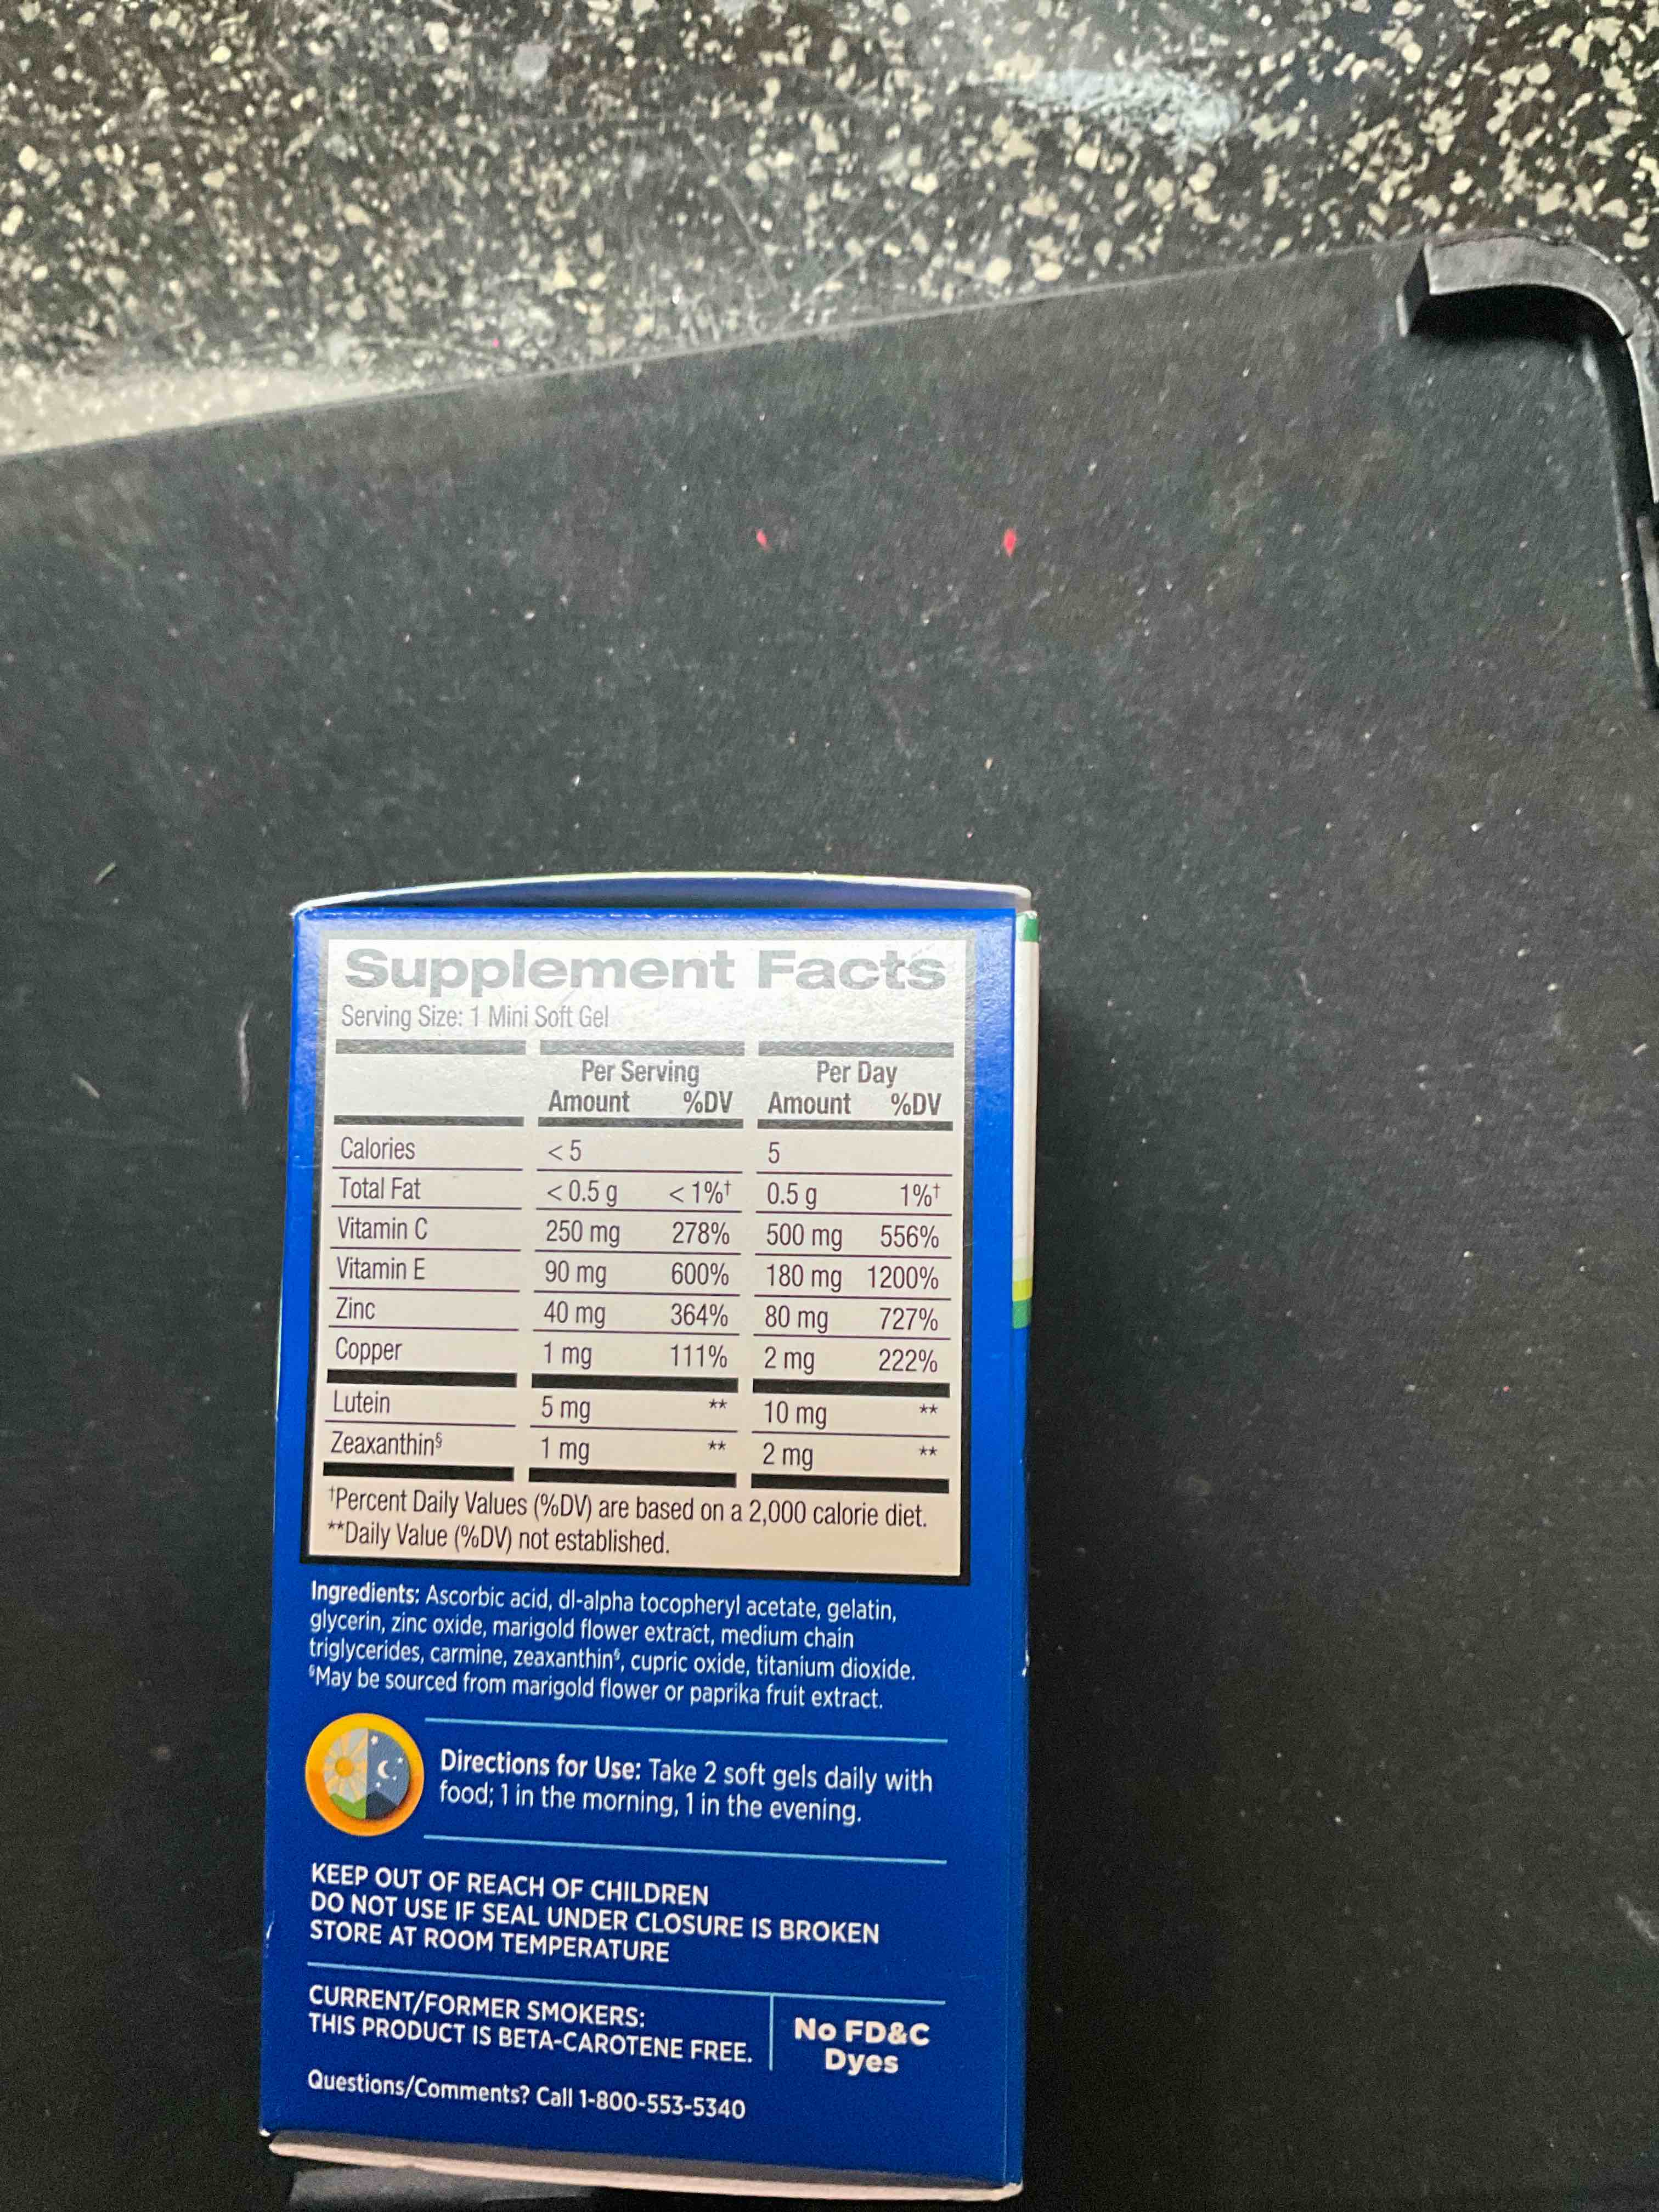 Supplement Facts
Serving Size: 1 Mini Soft Gel
Per Serving Per Day
Amount %DV Amount %DV
Calories < 5 5
Total Fat < 0.5 g < 1%† 0.5 g 1%†
Vitamin C 250 mg 278% 500 mg 556%
Vitamin E 90 mg 600% 180 mg 1200%
Zinc 40 mg 364% 80 mg 727%
Copper 1 mg 111% 2 mg 222%
Lutein 5 mg ** 10 mg **
Zeaxanthin§ 1 mg ** 2 mg **
†Percent Daily Values (%DV) are based on a 2,000 calorie diet.
**Daily Value (%DV) not established.
Ingredients: Ascorbic acid, dl-alpha tocopheryl acetate, gelatin,
glycerin, zinc oxide, marigold flower extract, medium chain
triglycerides, carmine, zeaxanthin§, cupric oxide, titanium dioxide.
§May be sourced from marigold flower or paprika fruit extract.
Directions for Use: Take 2 soft gels daily with
food; 1 in the morning, 1 in the evening.
KEEP OUT OF REACH OF CHILDREN
DO NOT USE IF SEAL UNDER CLOSURE IS BROKEN
STORE AT ROOM TEMPERATURE
CURRENT/FORMER SMOKERS:
THIS PRODUCT IS BETA-CAROTENE FREE.
No FD&C
Dyes
Questions/Comments? Call 1-800-553-5340